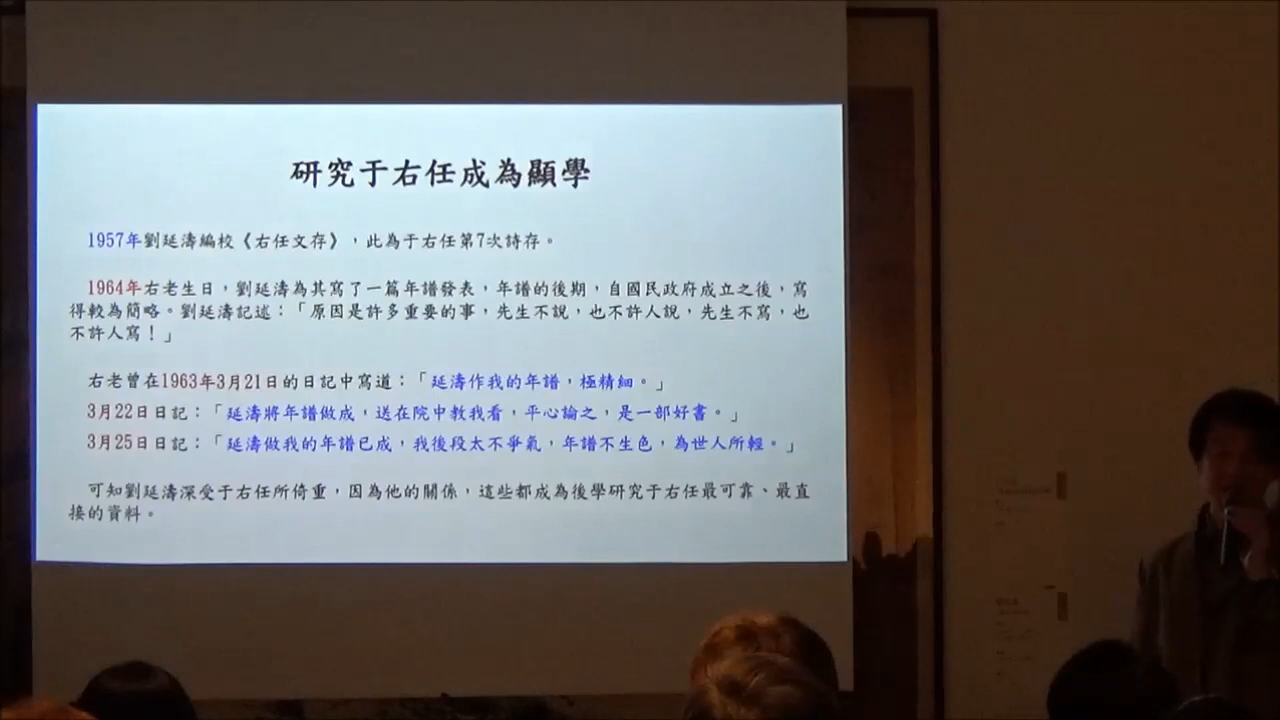 研究于右任成為顯學
1957年劉延濤編校《右任文存》，此為于右任第7次詩存。
1964年右老生日，劉延濤為其寫了一篇年譜發表，年譜的後期，自國民政府成立之後，寫
得較為簡略。劉延濤記述：「原因是許多重要的事，先生不說，也不許人說，先生不寫，也
不許人寫！」
右老曾在1963年3月21日的日記中寫道：「延濤作我的年譜，極精細。」
3月22日日記：「延濤將年譜做成，送在院中教我看，平心論之，是一部好書。」
3月25日日記：「延濤做我的年譜已成，我後段太不爭氣，年譜不生色，為世人所輕。」
可知劉延濤深受于右任所倚重，因為他的關係，這些都成為後學研究于右任最可靠、最直
接的資料。